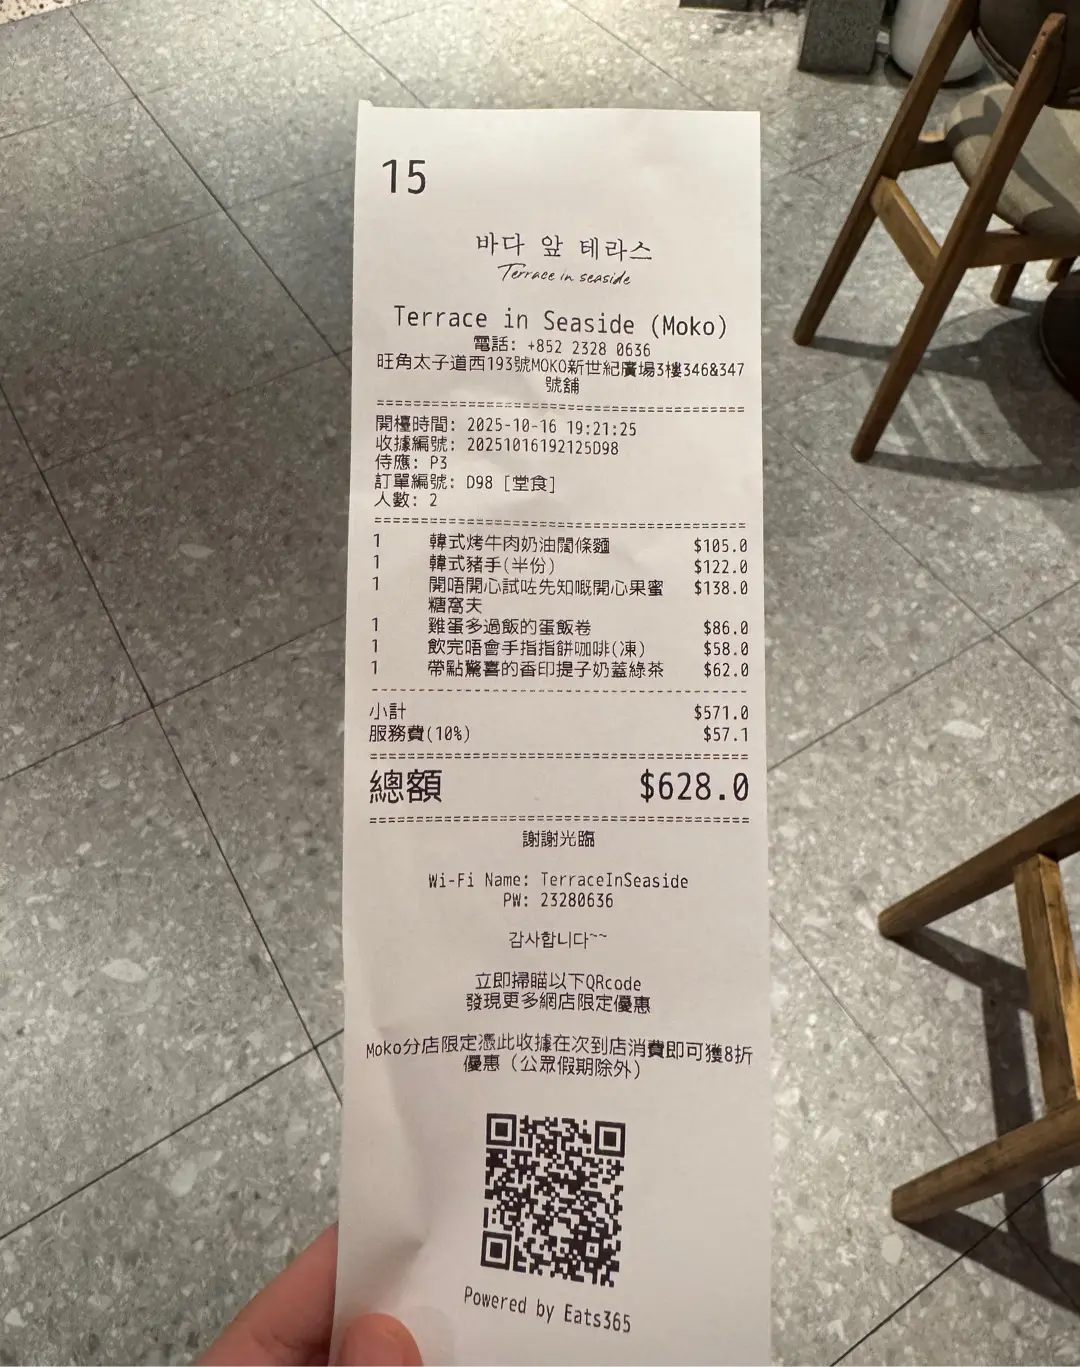 15
바다 앞 테라스
Terrace in seaside
Terrace in Seaside (Moko)
電話: +852 2328 0636
旺角太子道西193號MOKO新世紀廣場3樓346&347
號舖
開檯時間: 2025-10-16 19:21:25
收據編號: 20251016192125D98
侍應: P3
訂單編號: D98 [堂食]
人數: 2
1 韓式烤牛肉奶油闊條麵 $105.0
1 韓式豬手(半份) $122.0
1 開唔開心試咗先知嘅開心果蜜 $138.0
糖窩夫
1 雞蛋多過飯的蛋飯卷 $86.0
1 飲完唔會手指指餅咖啡(凍) $58.0
1 帶點驚喜的香印提子奶蓋綠茶 $62.0
小計 $571.0
服務費(10%) $57.1
總額 $628.0
謝謝光臨
Wi-Fi Name: TerraceInSeaside
PW: 23280636
감사합니다~~
立即掃瞄以下QRcode
發現更多網店限定優惠
Moko分店限定憑此收據在次到店消費即可獲8折
優惠（公眾假期除外）
Powered by Eats365